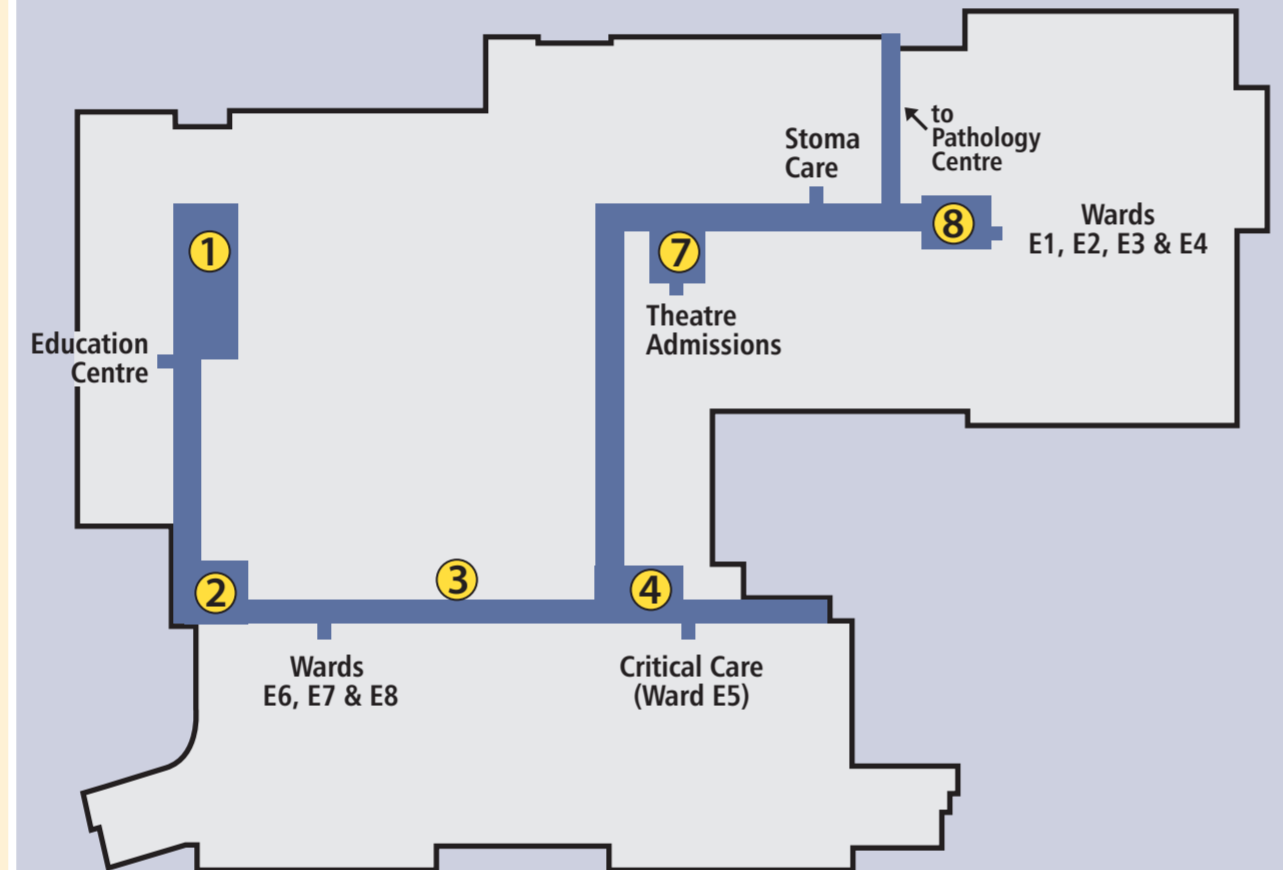 to
Pathology
Centre
Stoma
Care
8
Wards
E1, E2, E3 & E4
1
7
Theatre
Admissions
Education
Centre
2
3
4
Wards
E6, E7 & E8
Critical Care
(Ward E5)